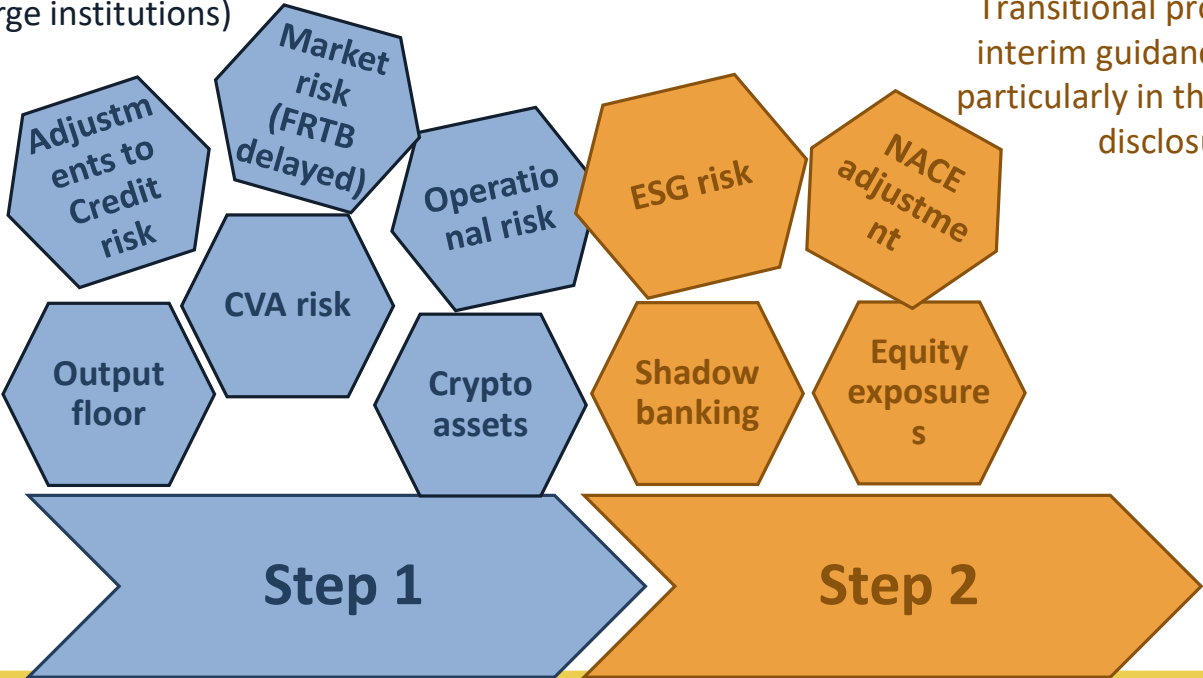 rge institutions)
Transitional pro
interim guidanc
particularly in th
disclosu
Adjustm
ents to
Credit
risk
Market
risk
(FRTB
delayed)
Operatio
nal risk
ESG risk
NACE
adjustme
nt
Output
floor
CVA risk
Crypto
assets
Shadow
banking
Equity
exposure
s
Step 1
Step 2